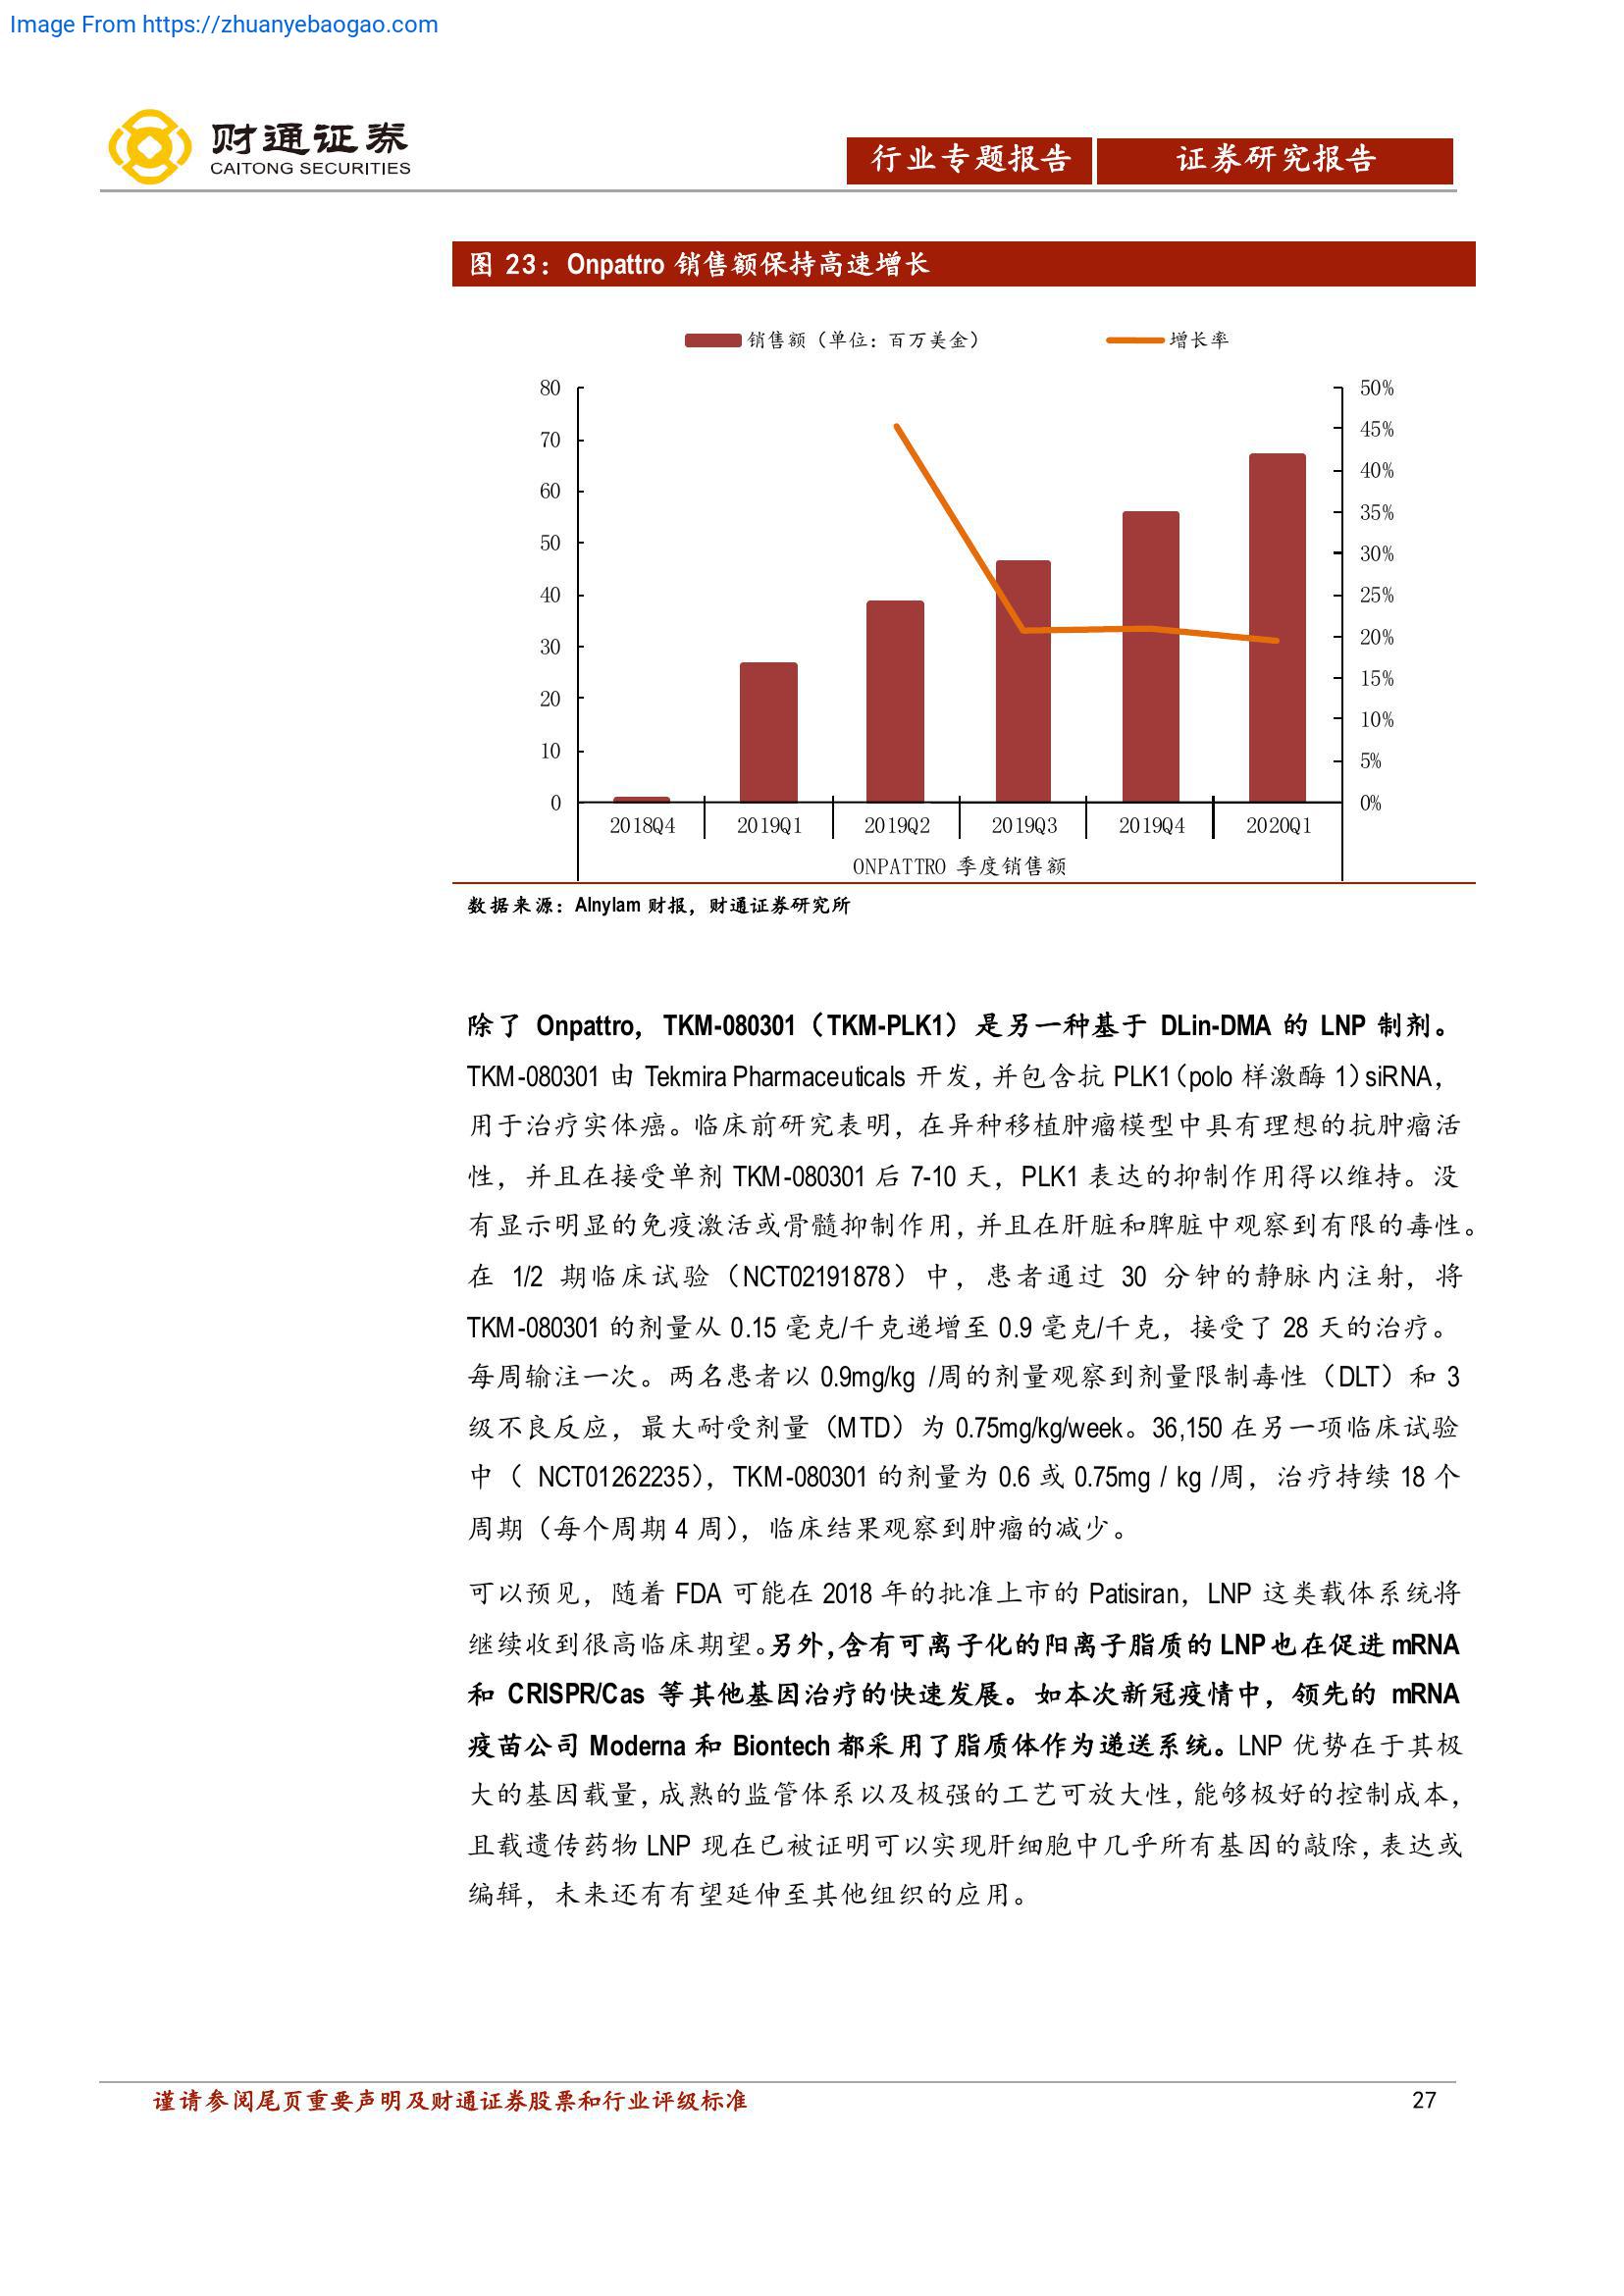 Image From https://zhuanyebaogao.com
财通证券
CAITONG SECURITIES
行业专题报告
证券研究报告
图 23：Onpattro 销售额保持高速增长
销售额（单位：百万美金）
增长率
80
70
60
50
40
30
20
10
0
50%
45%
40%
35%
30%
25%
20%
15%
10%
5%
0%
2018Q4 2019Q1 2019Q2 2019Q3 2019Q4 2020Q1
ONPATTRO 季度销售额
数据来源：Alnylam 财报，财通证券研究所
除了 Onpattro，TKM-080301（TKM-PLK1）是另一种基于 DLin-DMA 的 LNP 制剂。
TKM-080301 由 Tekmira Pharmaceuticals 开发，并包含抗 PLK1（polo 样激酶 1）siRNA，
用于治疗实体癌。临床前研究表明，在异种移植肿瘤模型中具有理想的抗肿瘤活
性，并且在接受单剂 TKM-080301 后 7-10 天，PLK1 表达的抑制作用得以维持。没
有显示明显的免疫激活或骨髓抑制作用，并且在肝脏和脾脏中观察到有限的毒性。
在 1/2 期临床试验（NCT02191878）中，患者通过 30 分钟的静脉内注射，将
TKM-080301 的剂量从 0.15 毫克/千克递增至 0.9 毫克/千克，接受了 28 天的治疗。
每周输注一次。两名患者以 0.9mg/kg /周的剂量观察到剂量限制毒性（DLT）和 3
级不良反应，最大耐受剂量（MTD）为 0.75mg/kg/week。36,150 在另一项临床试验
中（ NCT01262235），TKM-080301 的剂量为 0.6 或 0.75mg / kg /周，治疗持续 18 个
周期（每个周期 4 周），临床结果观察到肿瘤的减少。
可以预见，随着 FDA 可能在 2018 年的批准上市的 Patisiran，LNP 这类载体系统将
继续收到很高临床期望。另外，含有可离子化的阳离子脂质的 LNP 也在促进 mRNA
和 CRISPR/Cas 等其他基因治疗的快速发展。如本次新冠疫情中，领先的 mRNA
疫苗公司 Moderna 和 Biontech 都采用了脂质体作为递送系统。LNP 优势在于其极
大的基因载量，成熟的监管体系以及极强的工艺可放大性，能够极好的控制成本，
且载遗传药物 LNP 现在已被证明可以实现肝细胞中几乎所有基因的敲除，表达或
编辑，未来还有有望延伸至其他组织的应用。
谨请参阅尾页重要声明及财通证券股票和行业评级标准
27